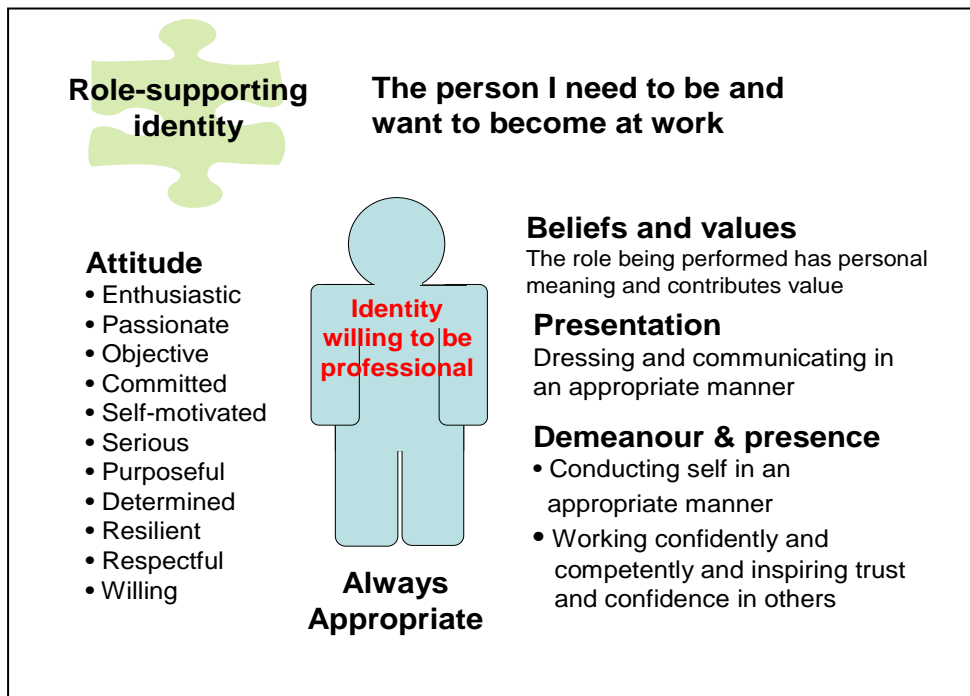 Role-supporting
identity
The person I need to be and
want to become at work
Attitude
• Enthusiastic
• Passionate
• Objective
• Committed
• Self-motivated
• Serious
• Purposeful
• Determined
• Resilient
• Respectful
• Willing
Identity
willing to be
professional
Always
Appropriate
Beliefs and values
The role being performed has personal
meaning and contributes value
Presentation
Dressing and communicating in
an appropriate manner
Demeanour & presence
• Conducting self in an
appropriate manner
• Working confidently and
competently and inspiring trust
and confidence in others